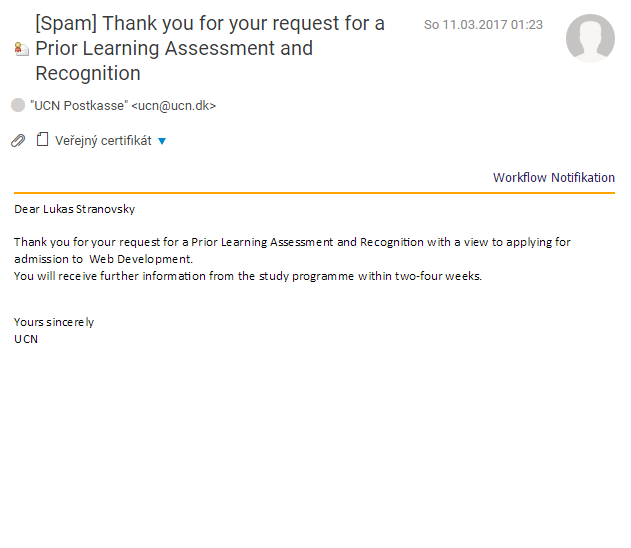 [Spam] Thank you for your request for a
Prior Learning Assessment and
Recognition
So 11.03.2017 01:23
"UCN Postkasse" <ucn@ucn.dk>
Veřejný certifikát
Workflow Notifikation
Dear Lukas Stranovsky
Thank you for your request for a Prior Learning Assessment and Recognition with a view to applying for
admission to  Web Development.
You will receive further information from the study programme within two-four weeks.
Yours sincerely
UCN